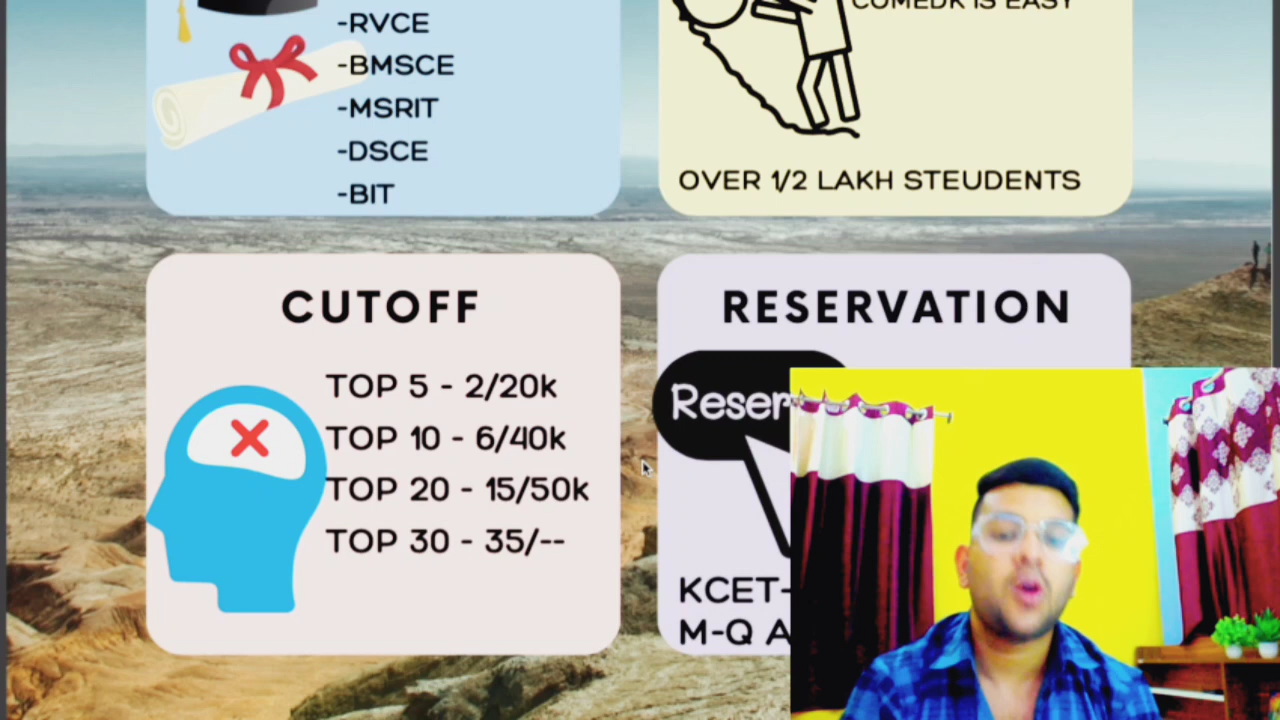 -RVCE
-BMSCE
-MSRIT
-DSCE
-BIT
COMEDK IS EASY
OVER 1/2 LAKH STEUDENTS
CUTOFF
TOP 5 - 2/20k
TOP 10 - 6/40k
TOP 20 - 15/50k
TOP 30 - 35/--
RESERVATION
Reser
KCET-
M-Q A